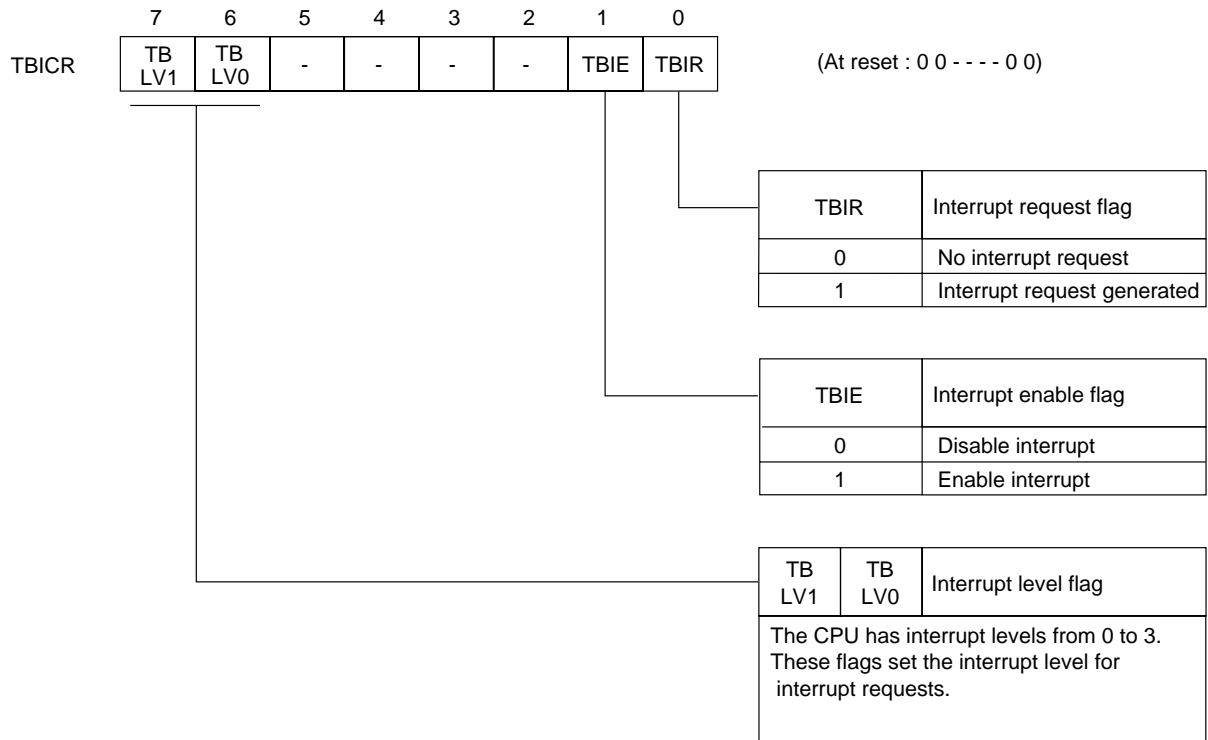 7 6 5 4 3 2 1 0
TBICR
TB LV1
TB LV0
-
-
-
-
TBIE
TBIR
(At reset : 0 0 - - - - 0 0)
TBIR Interrupt request flag
0 No interrupt request
1 Interrupt request generated
TBIE Interrupt enable flag
0 Disable interrupt
1 Enable interrupt
TB LV1
TB LV0
Interrupt level flag
The CPU has interrupt levels from 0 to 3.
These flags set the interrupt level for
interrupt requests.